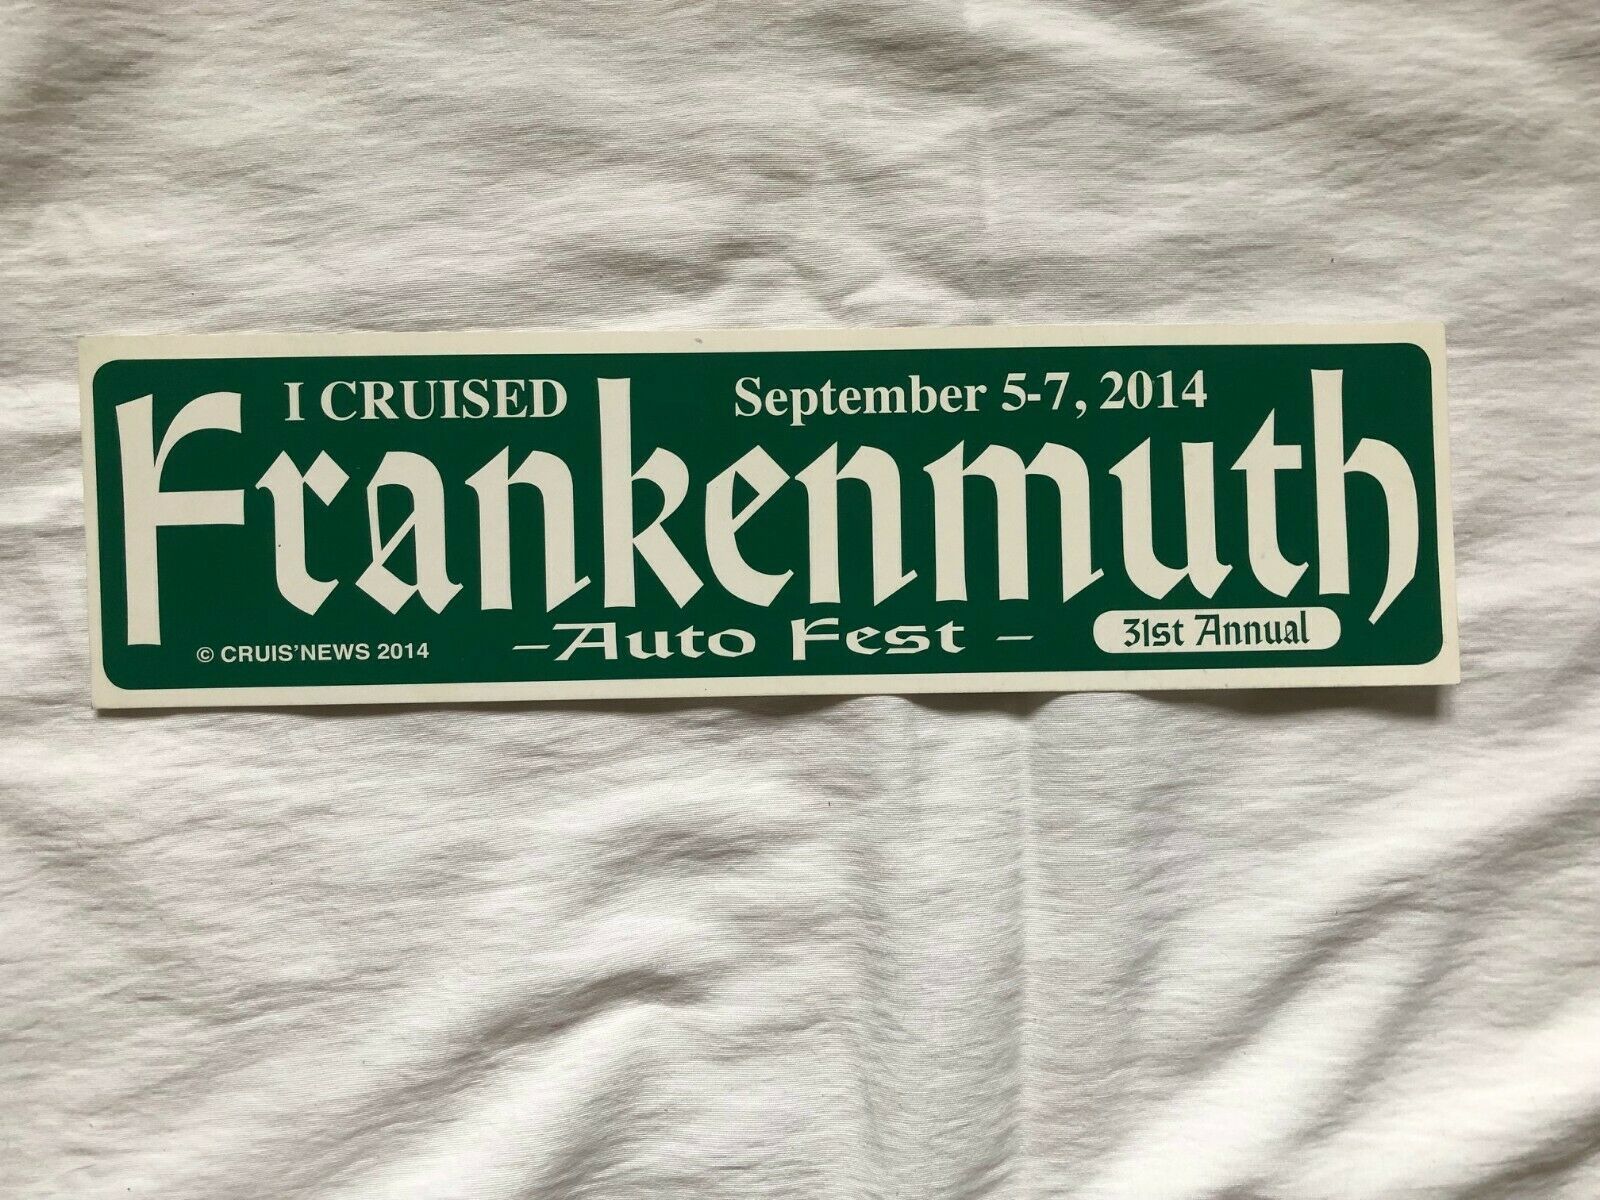 I CRUISED September 5-7, 2014
Frankenmuth
-Auto Fest-
31st Annual
© CRUIS'NEWS 2014